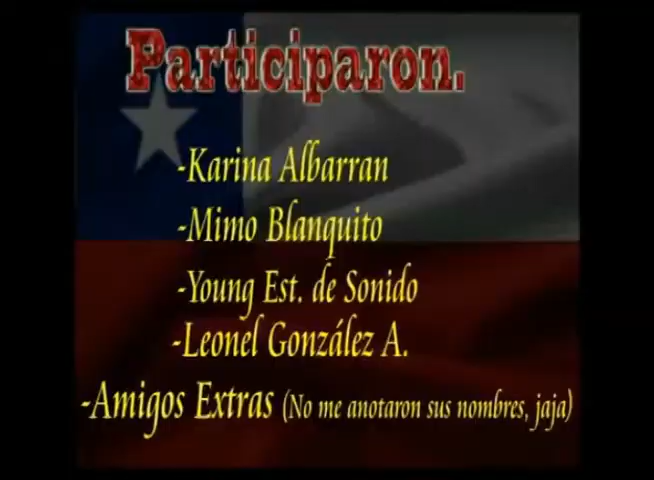 Participaron.
-Karina Albarran
-Mimo Blanquito
-Young Est. de Sonido
-Leonel González A.
-Amigos Extras (No me anotaron sus nombres, jaja)